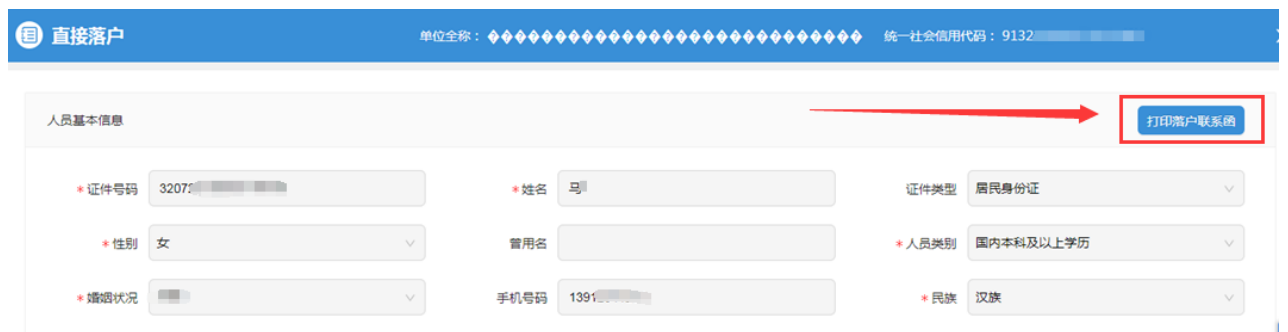 直接落户
单位全称：������������������������������ 统一社会信用代码：9132
人员基本信息
打印落户联系函
*证件号码 3207 *姓名 马 证件类型 居民身份证
*性别 女 曾用名 *人员类别 国内本科及以上学历
*婚姻状况 手机号码 1391 *民族 汉族